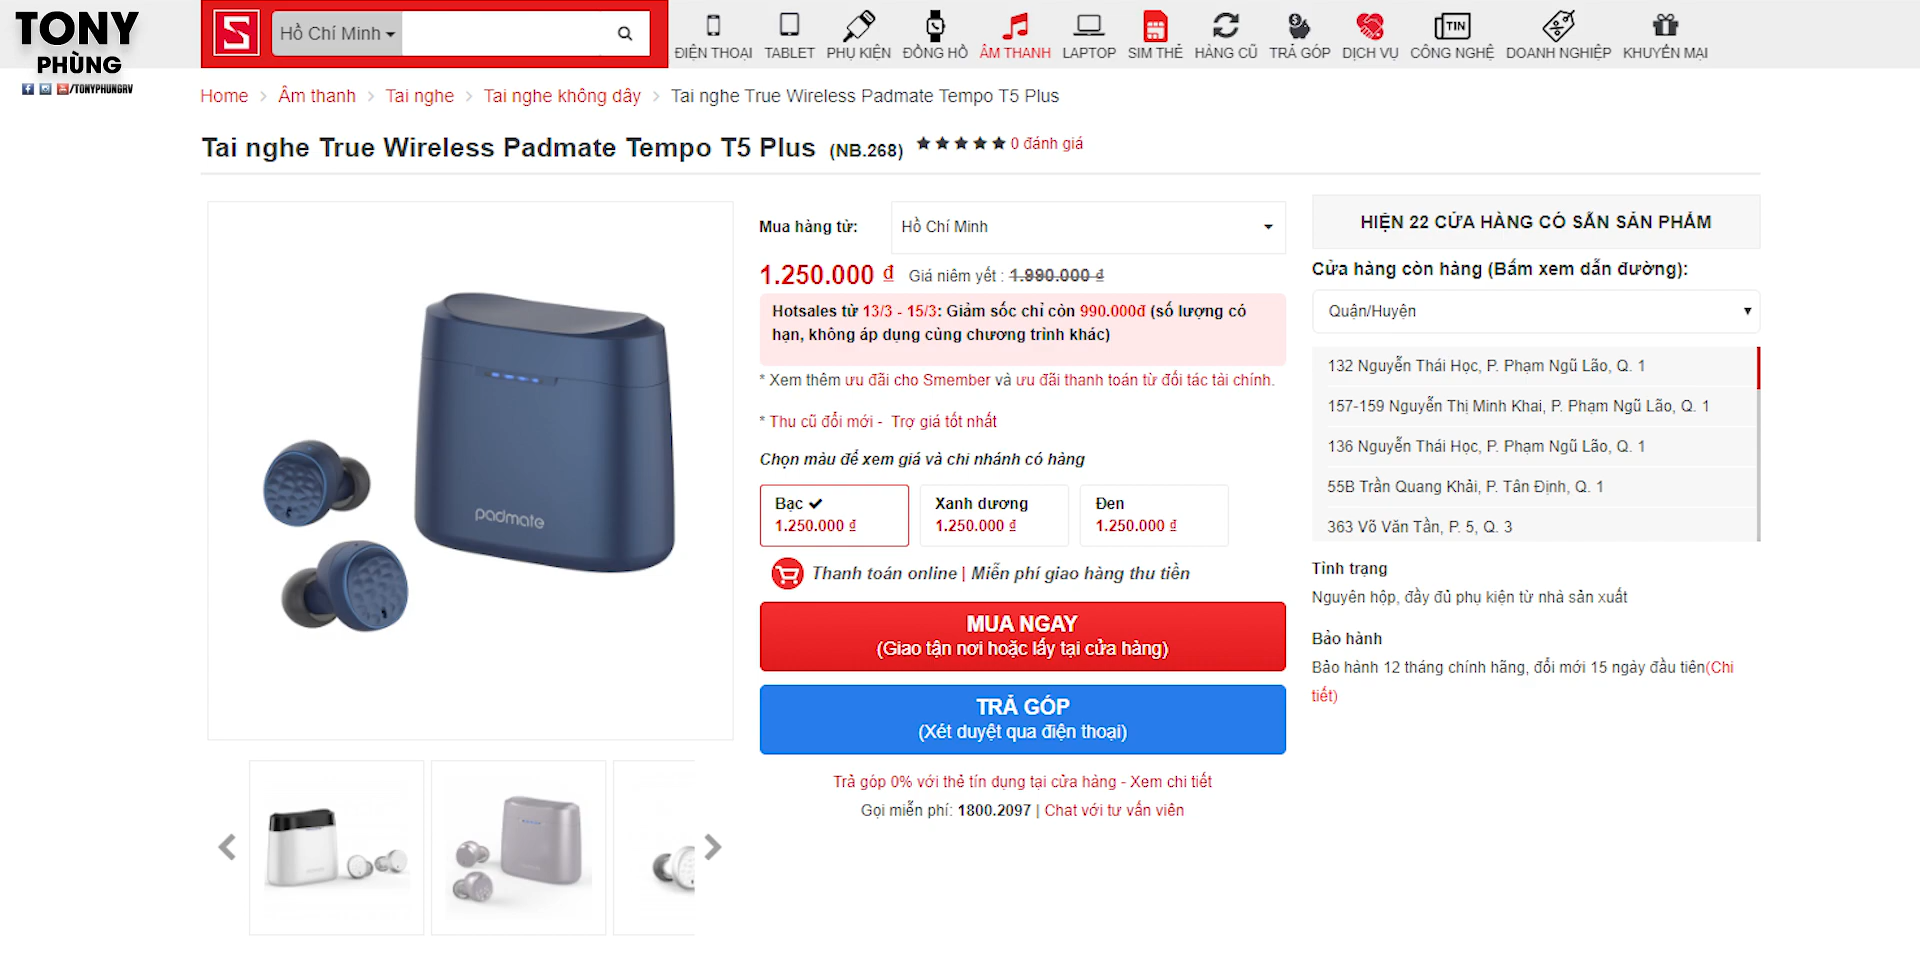 TONY
PHÙNG
/TONYPHUNGRV
S
Hồ Chí Minh
ĐIỆN THOẠI
TABLET
PHỤ KIỆN
ĐỒNG HỒ
ÂM THANH
LAPTOP
SIM THẺ
HÀNG CŨ
TRẢ GÓP
DỊCH VỤ
TIN
CÔNG NGHỆ
DOANH NGHIỆP
KHUYẾN MẠI
Home > Âm thanh > Tai nghe > Tai nghe không dây > Tai nghe True Wireless Padmate Tempo T5 Plus
Tai nghe True Wireless Padmate Tempo T5 Plus (NB.268) ★★★★★ 0 đánh giá
padmate
Mua hàng từ: Hồ Chí Minh
1.250.000 ₫ Giá niêm yết : 1.990.000 ₫
Hotsales từ 13/3 - 15/3: Giảm sốc chỉ còn 990.000đ (số lượng có
hạn, không áp dụng cùng chương trình khác)
* Xem thêm ưu đãi cho Smember và ưu đãi thanh toán từ đối tác tài chính.
* Thu cũ đổi mới - Trợ giá tốt nhất
Chọn màu để xem giá và chi nhánh có hàng
Bạc ✔
1.250.000 ₫
Xanh dương
1.250.000 ₫
Đen
1.250.000 ₫
Thanh toán online | Miễn phí giao hàng thu tiền
MUA NGAY
(Giao tận nơi hoặc lấy tại cửa hàng)
TRẢ GÓP
(Xét duyệt qua điện thoại)
Trả góp 0% với thẻ tín dụng tại cửa hàng - Xem chi tiết
Gọi miễn phí: 1800.2097 | Chat với tư vấn viên
HIỆN 22 CỬA HÀNG CÓ SẴN SẢN PHẨM
Cửa hàng còn hàng (Bấm xem dẫn đường):
Quận/Huyện
132 Nguyễn Thái Học, P. Phạm Ngũ Lão, Q. 1
157-159 Nguyễn Thị Minh Khai, P. Phạm Ngũ Lão, Q. 1
136 Nguyễn Thái Học, P. Phạm Ngũ Lão, Q. 1
55B Trần Quang Khải, P. Tân Định, Q. 1
363 Võ Văn Tần, P. 5, Q. 3
Tình trạng
Nguyên hộp, đầy đủ phụ kiện từ nhà sản xuất
Bảo hành
Bảo hành 12 tháng chính hãng, đổi mới 15 ngày đầu tiên(Chi
tiết)